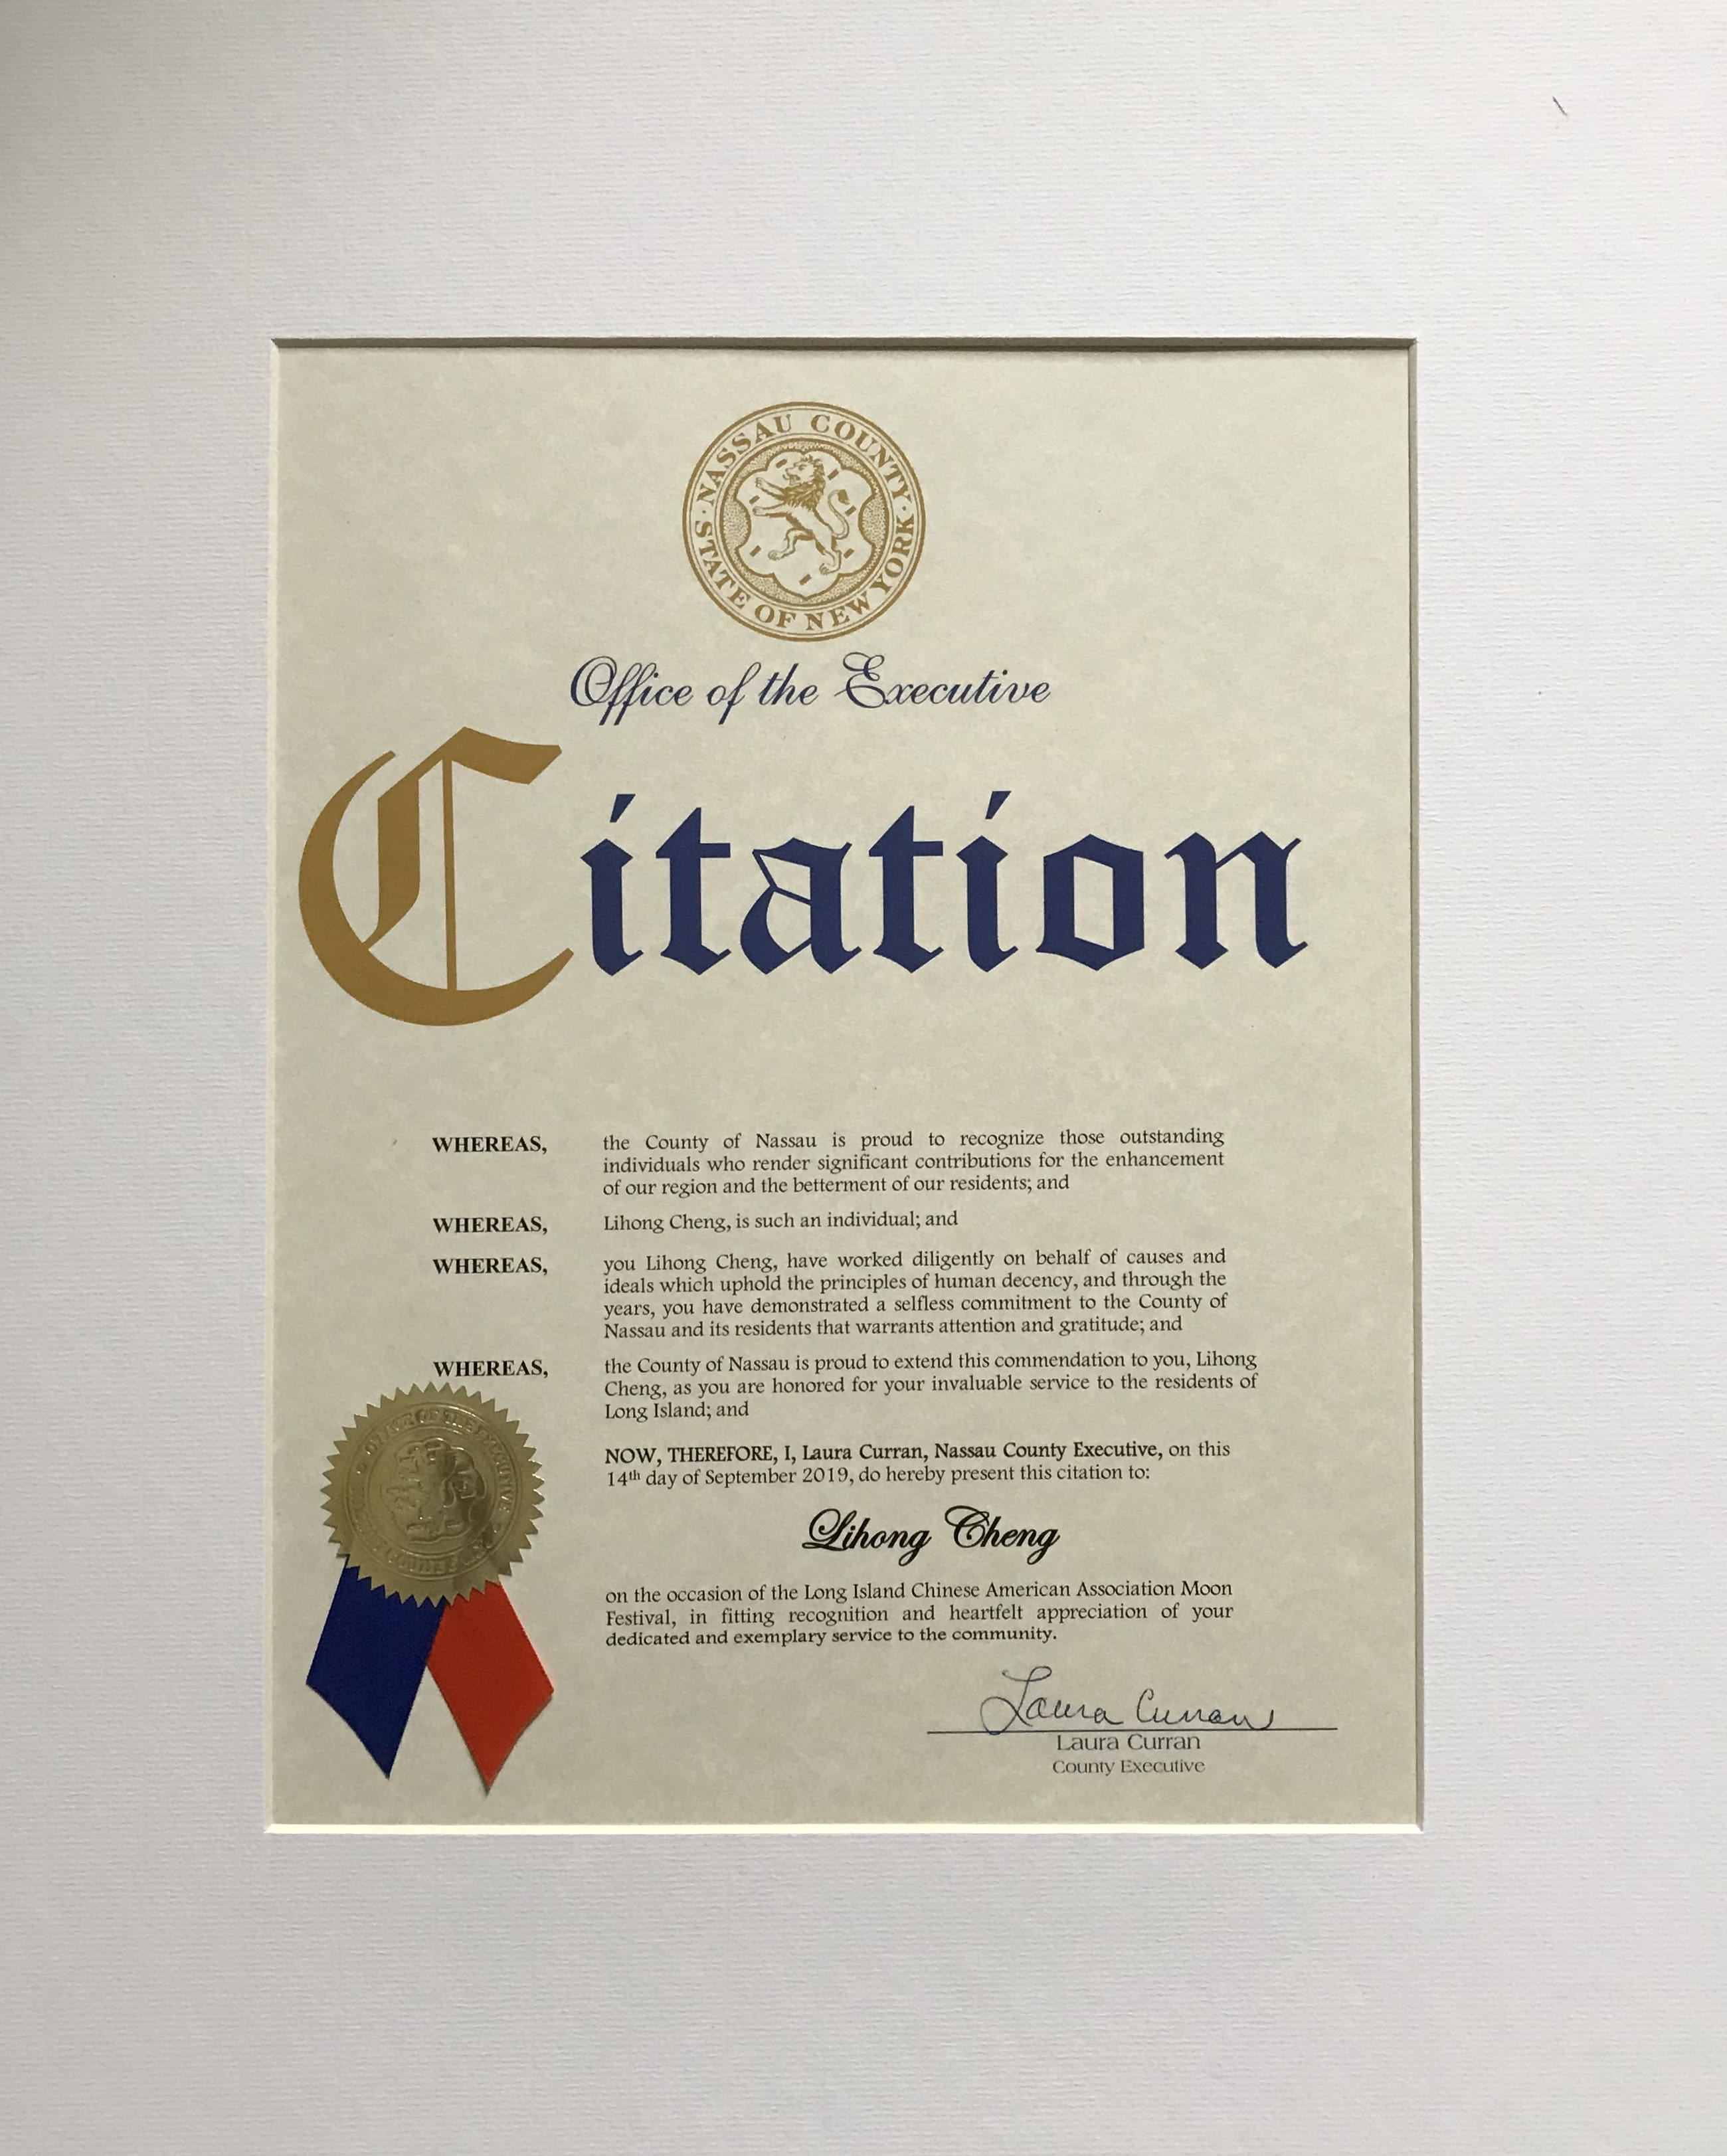 NASSAU COUNTY
STATE OF NEW YORK
Office of the Executive
Citation
WHEREAS, the County of Nassau is proud to recognize those outstanding
individuals who render significant contributions for the enhancement
of our region and the betterment of our residents; and
WHEREAS, Lihong Cheng, is such an individual; and
WHEREAS, you Lihong Cheng, have worked diligently on behalf of causes and
ideals which uphold the principles of human decency, and through the
years, you have demonstrated a selfless commitment to the County of
Nassau and its residents that warrants attention and gratitude; and
WHEREAS, the County of Nassau is proud to extend this commendation to you, Lihong
Cheng, as you are honored for your invaluable service to the residents of
Long Island; and
NOW, THEREFORE, I, Laura Curran, Nassau County Executive, on this
14th day of September 2019, do hereby present this citation to:
Lihong Cheng
on the occasion of the Long Island Chinese American Association Moon
Festival, in fitting recognition and heartfelt appreciation of your
dedicated and exemplary service to the community.
Laura Curran
Laura Curran
County Executive
OFFICE OF THE EXECUTIVE